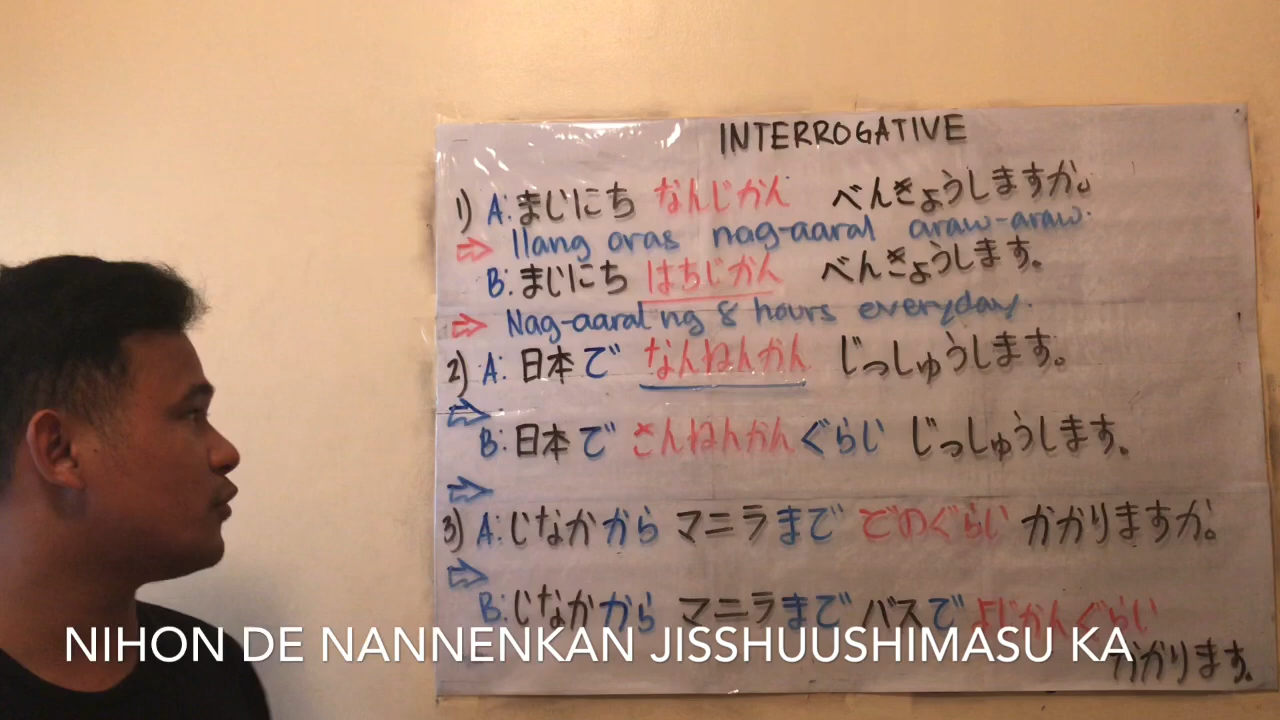 INTERROGATIVE
1) A: まじにち なんじかん べんきょうしますか。
⇨ Ilang oras nag-aaral araw-araw.
B: まじにち はちじかん べんきょうします。
⇨ Nag-aaral ng 8 hours everyday.
2) A: 日本で なんねんかん じっしゅうします。
⇨
B: 日本で さんねんかんぐらい じっしゅうします。
⇨
3) A: じなかから マニラまで どのぐらい かかりますか。
⇨
B: じなかから マニラまで バスで よじかんぐらい
かかります。
NIHON DE NANNENKAN JISSHUUSHIMASU KA